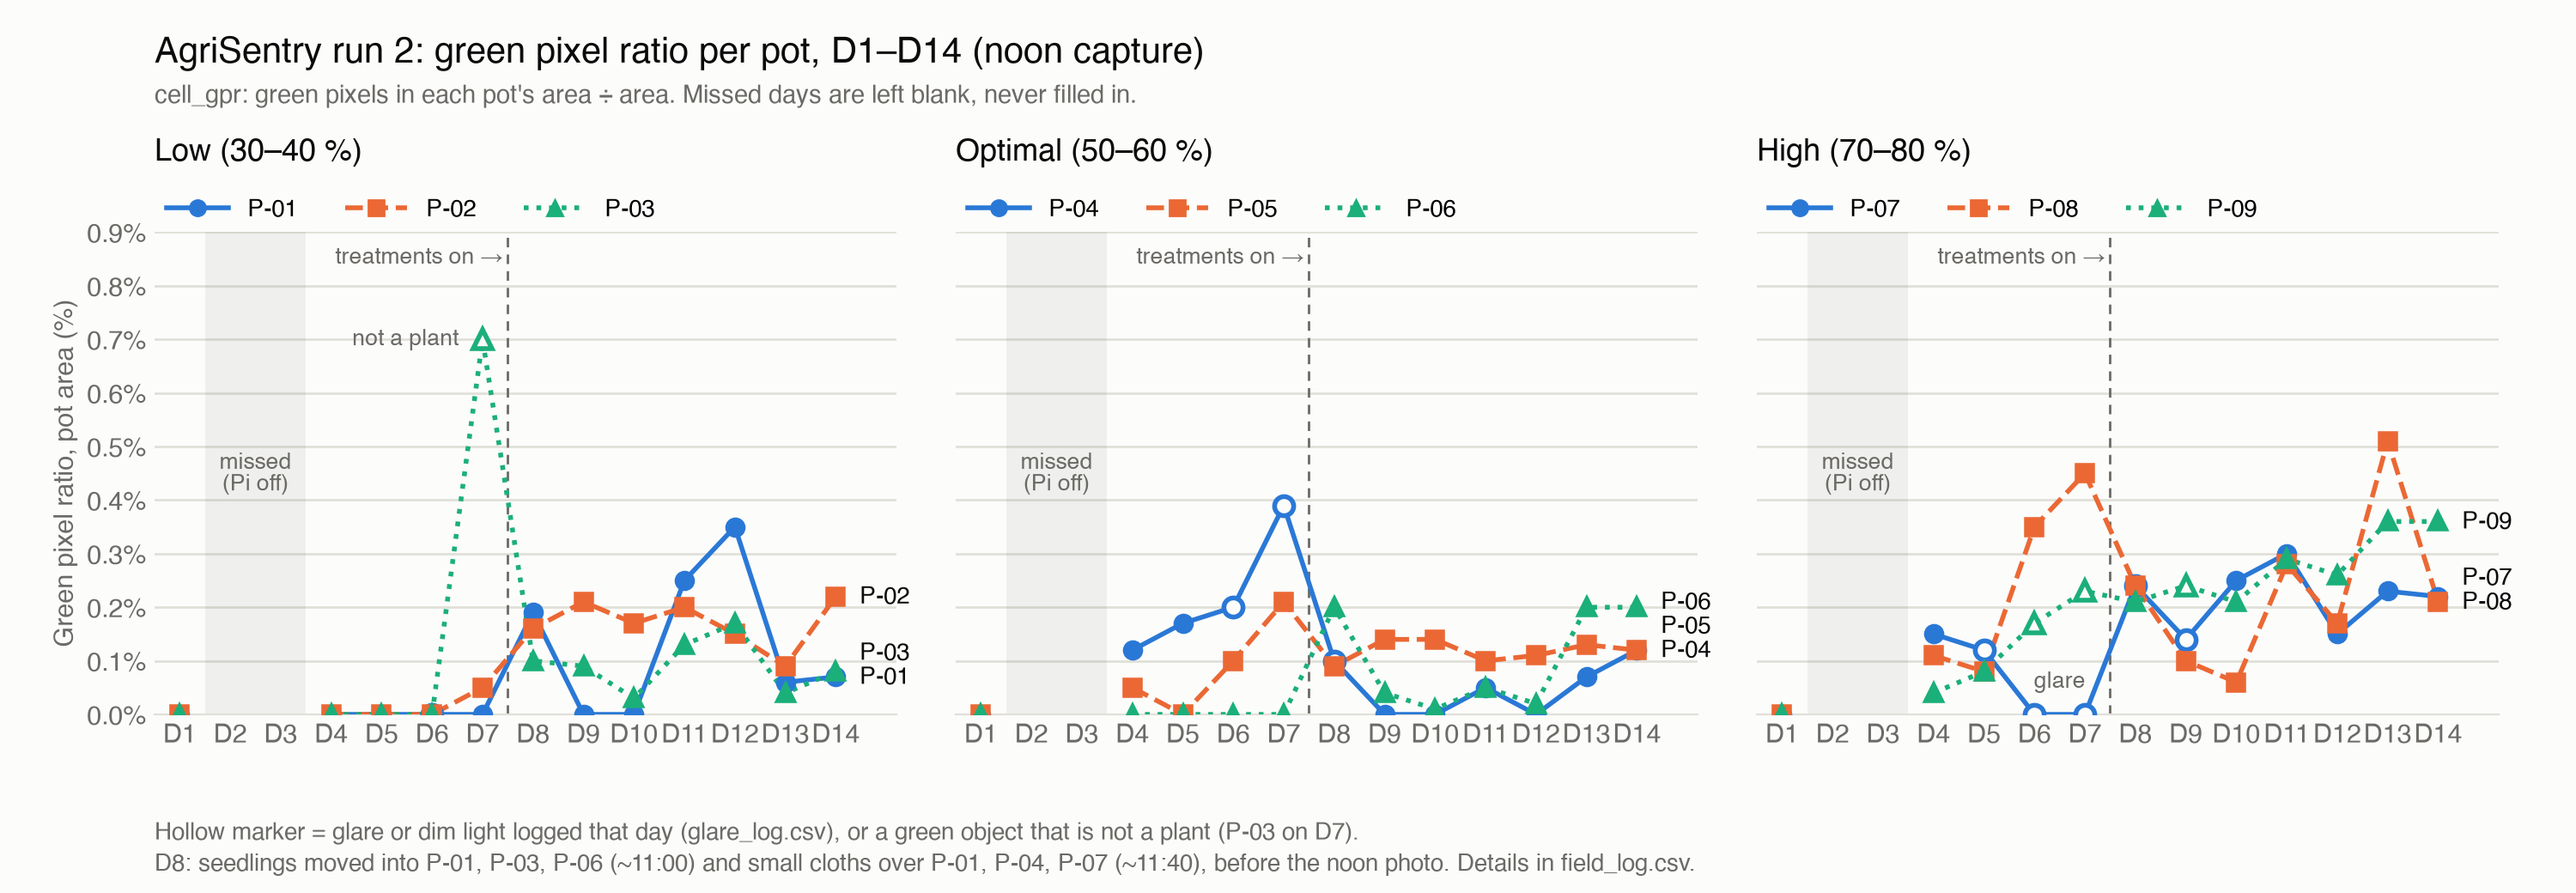 AgriSentry run 2: green pixel ratio per pot, D1–D14 (noon capture)
cell_gpr: green pixels in each pot's area ÷ area. Missed days are left blank, never filled in.
Low (30–40 %)
P-01 P-02 P-03
Green pixel ratio, pot area (%)
0.9%
0.8%
0.7%
0.6%
0.5%
0.4%
0.3%
0.2%
0.1%
0.0%
treatments on →
not a plant
missed
(Pi off)
P-02
P-03
P-01
D1 D2 D3 D4 D5 D6 D7 D8 D9 D10 D11 D12 D13 D14
Optimal (50–60 %)
P-04 P-05 P-06
treatments on →
missed
(Pi off)
P-06
P-05
P-04
D1 D2 D3 D4 D5 D6 D7 D8 D9 D10 D11 D12 D13 D14
High (70–80 %)
P-07 P-08 P-09
treatments on →
missed
(Pi off)
glare
P-09
P-07
P-08
D1 D2 D3 D4 D5 D6 D7 D8 D9 D10 D11 D12 D13 D14
Hollow marker = glare or dim light logged that day (glare_log.csv), or a green object that is not a plant (P-03 on D7).
D8: seedlings moved into P-01, P-03, P-06 (~11:00) and small cloths over P-01, P-04, P-07 (~11:40), before the noon photo. Details in field_log.csv.